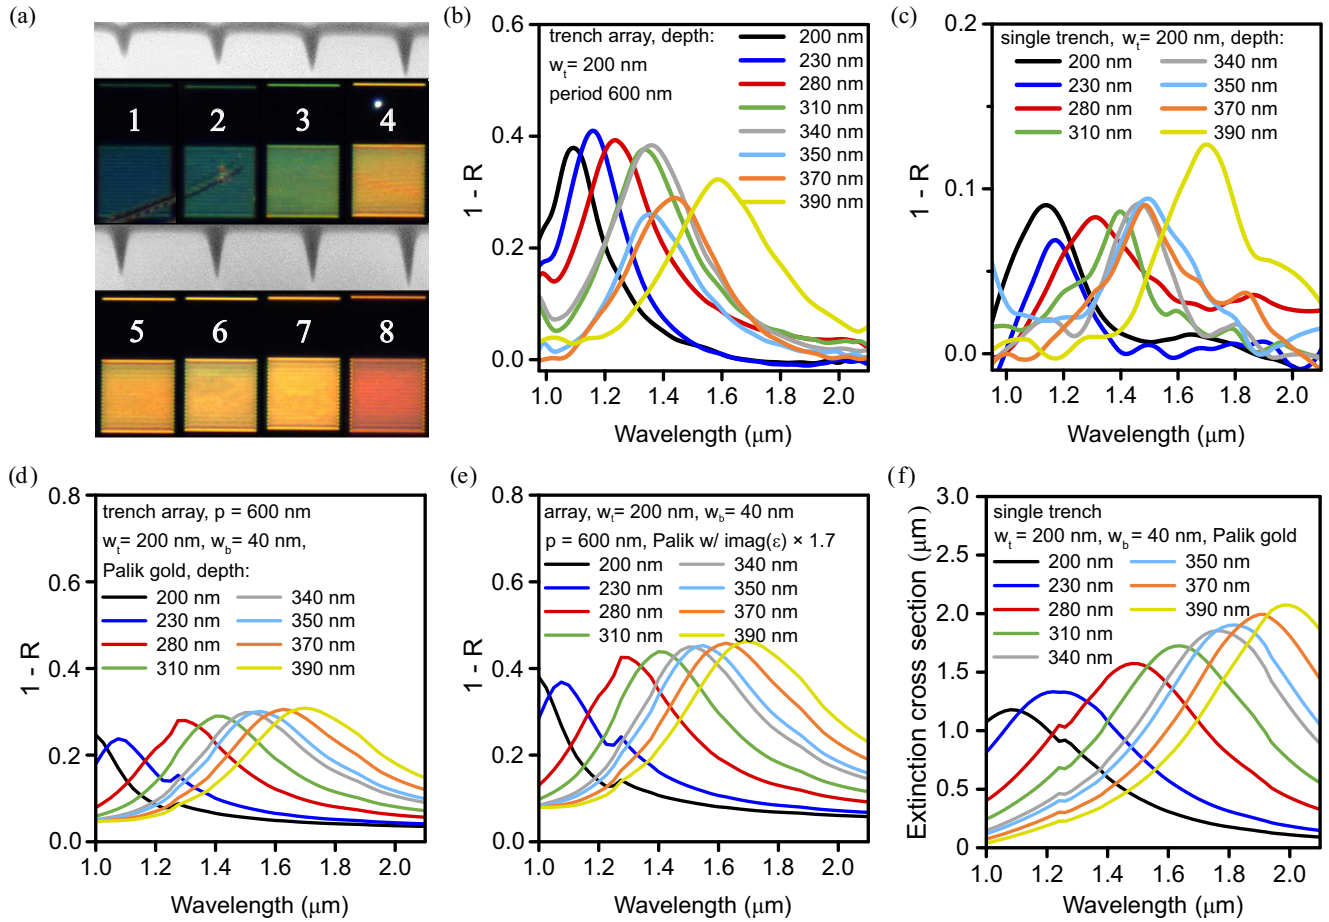 (a)
1 2 3 4
5 6 7 8
(b)
trench array, depth:
wt= 200 nm
period 600 nm
200 nm
230 nm
280 nm
310 nm
340 nm
350 nm
370 nm
390 nm
0.6
0.4
0.2
0.0
1 - R
1.0 1.2 1.4 1.6 1.8 2.0
Wavelength (μm)
(c)
single trench, wt= 200 nm, depth:
200 nm 340 nm
230 nm 350 nm
280 nm 370 nm
310 nm 390 nm
0.2
0.1
0.0
1 - R
1.0 1.2 1.4 1.6 1.8 2.0
Wavelength (μm)
(d)
trench array, p = 600 nm
wt= 200 nm, wb= 40 nm,
Palik gold, depth:
200 nm 340 nm
230 nm 350 nm
280 nm 370 nm
310 nm 390 nm
0.8
0.6
0.4
0.2
0.0
1 - R
1.0 1.2 1.4 1.6 1.8 2.0
Wavelength (μm)
(e)
array, wt= 200 nm, wb= 40 nm
p = 600 nm, Palik w/ imag(ε) × 1.7
200 nm 340 nm
230 nm 350 nm
280 nm 370 nm
310 nm 390 nm
0.8
0.6
0.4
0.2
0.0
1 - R
1.0 1.2 1.4 1.6 1.8 2.0
Wavelength (μm)
(f)
single trench
wt = 200 nm, wb= 40 nm, Palik gold
200 nm 350 nm
230 nm 370 nm
280 nm 390 nm
310 nm
340 nm
3.0
2.5
2.0
1.5
1.0
0.5
0
Extinction cross section (μm)
1.0 1.2 1.4 1.6 1.8 2.0
Wavelength (μm)